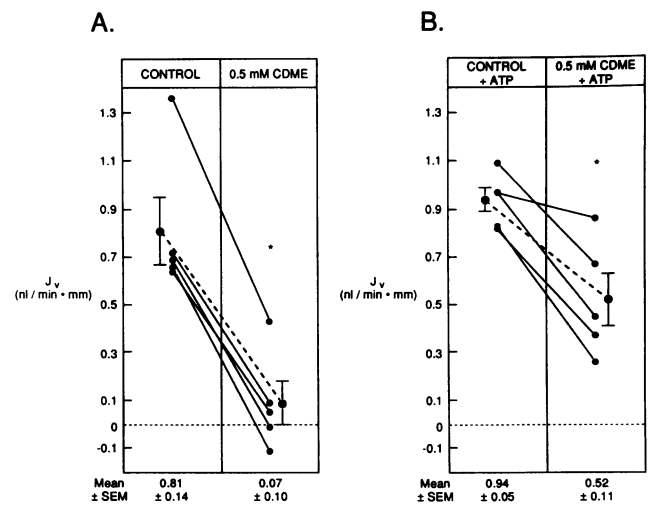 A.
B.
CONTROL
0.5 mM CDME
CONTROL + ATP
0.5 mM CDME + ATP
1.3
1.1
0.9
0.7
0.5
0.3
0.1
0
-0.1
Jv
(nl / min • mm)
*
1.3
1.1
0.9
0.7
0.5
0.3
0.1
0
-0.1
Jv
(nl / min • mm)
*
Mean 0.81 0.07
± SEM ± 0.14 ± 0.10
Mean 0.94 0.52
± SEM ± 0.05 ± 0.11